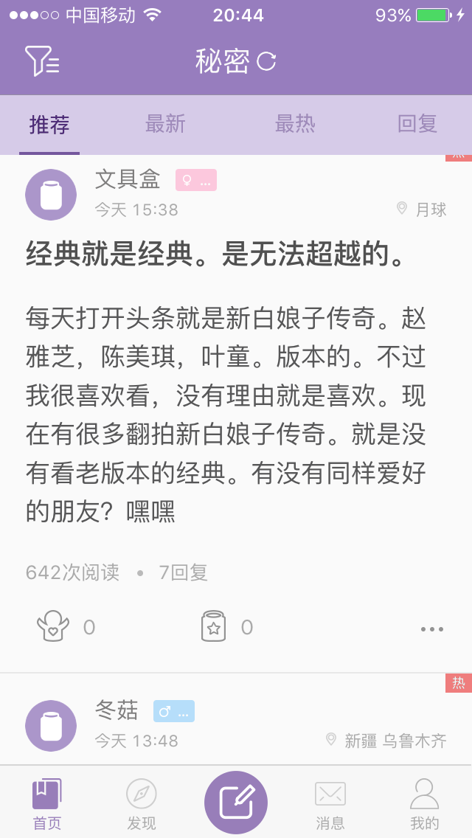 中国移动 20:44 93%
秘密
推荐 最新 最热 回复
文具盒 ...
今天 15:38 月球
经典就是经典。是无法超越的。
每天打开头条就是新白娘子传奇。赵
雅芝，陈美琪，叶童。版本的。不过
我很喜欢看，没有理由就是喜欢。现
在有很多翻拍新白娘子传奇。就是没
有看老版本的经典。有没有同样爱好
的朋友？嘿嘿
642次阅读 • 7回复
0 0
热
冬菇 ...
今天 13:48 新疆 乌鲁木齐
首页 发现 消息 我的